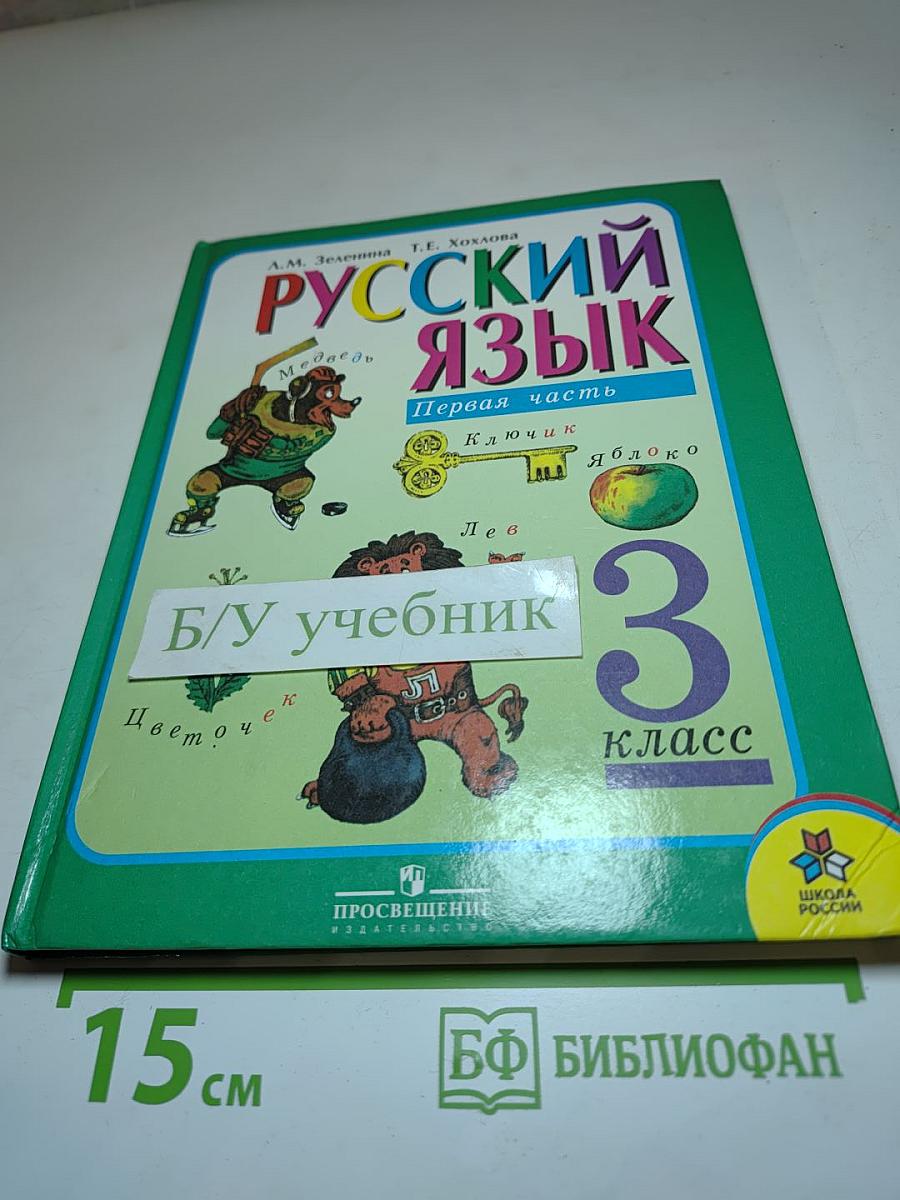 Л.М. Зеленина Т.Е. Хохлова
РУССКИЙ
ЯЗЫК
Первая часть
Медведь
Ключик
Яблоко
Лев
Б/У учебник
3
класс
Л
Цветочек
ИП
ПРОСВЕЩЕНИЕ
ИЗДАТЕЛЬСТВО
ШКОЛА
РОССИИ
15 см
БФ БИБЛИОФАН